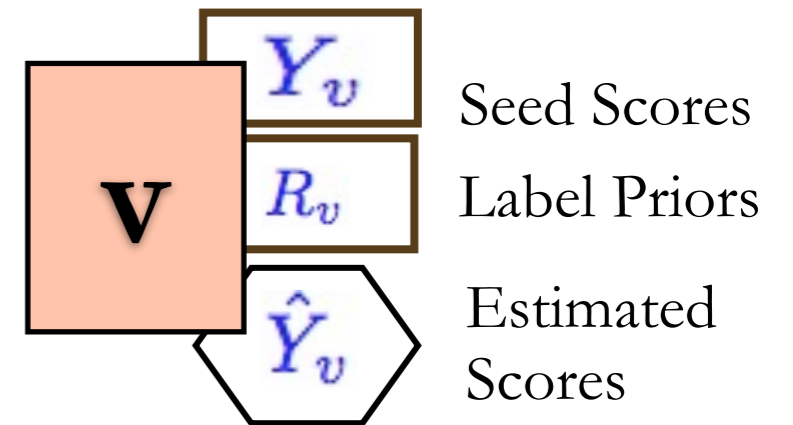 Y_v
Seed Scores
v
R_v
Label Priors
Ŷ_v
Estimated
Scores